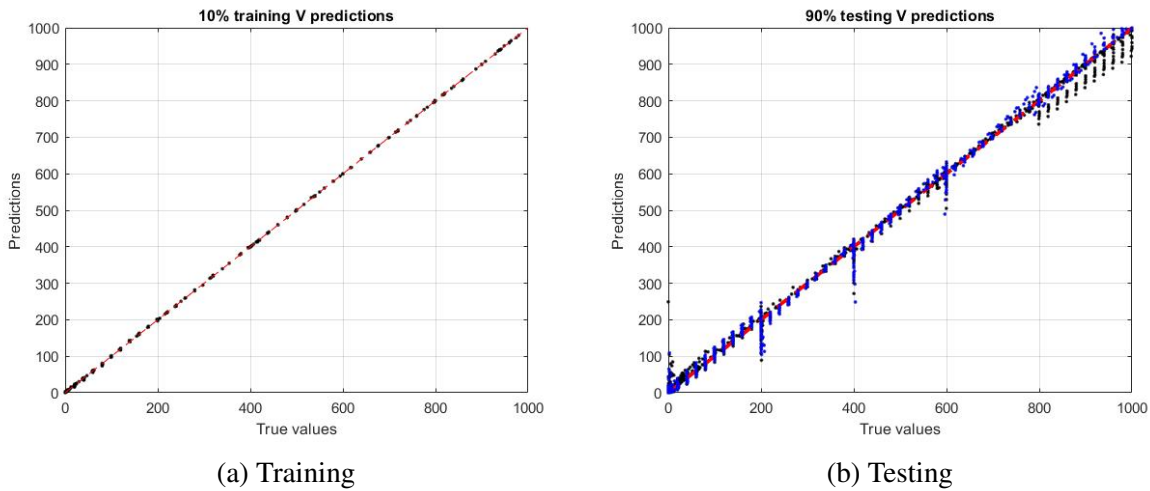 10% training V predictions
1000
900
800
700
600
500
400
300
200
100
0
Predictions
0 200 400 600 800 1000
True values
(a) Training
90% testing V predictions
1000
900
800
700
600
500
400
300
200
100
0
Predictions
0 200 400 600 800 1000
True values
(b) Testing